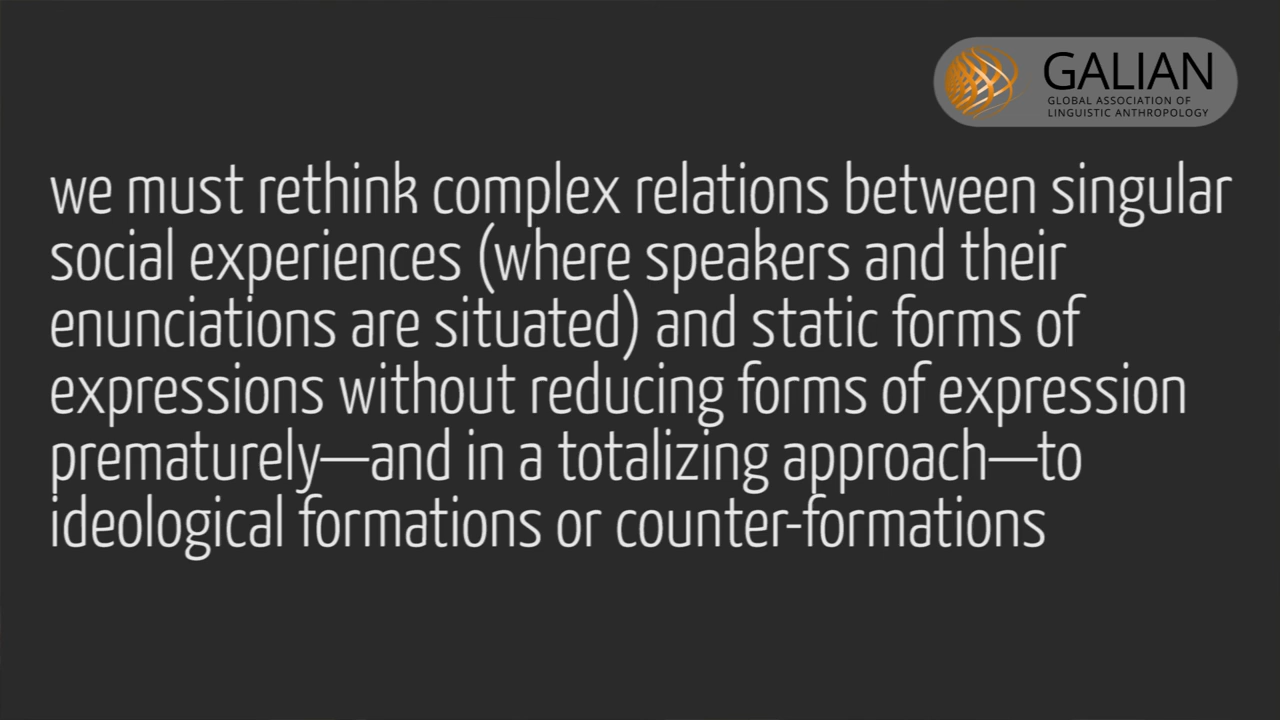 GALIAN
GLOBAL ASSOCIATION OF
LINGUISTIC ANTHROPOLOGY
we must rethink complex relations between singular
social experiences (where speakers and their
enunciations are situated) and static forms of
expressions without reducing forms of expression
prematurely—and in a totalizing approach—to
ideological formations or counter-formations